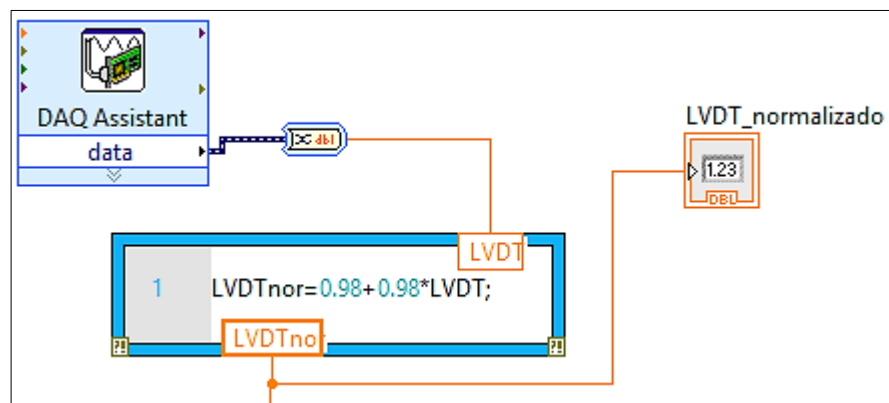 DAQ Assistant
data
dbl
LVDT_normalizado
1.23
DBL
LVDT
1 LVDTnor=0.98+0.98*LVDT;
LVDTnor
?!
?!